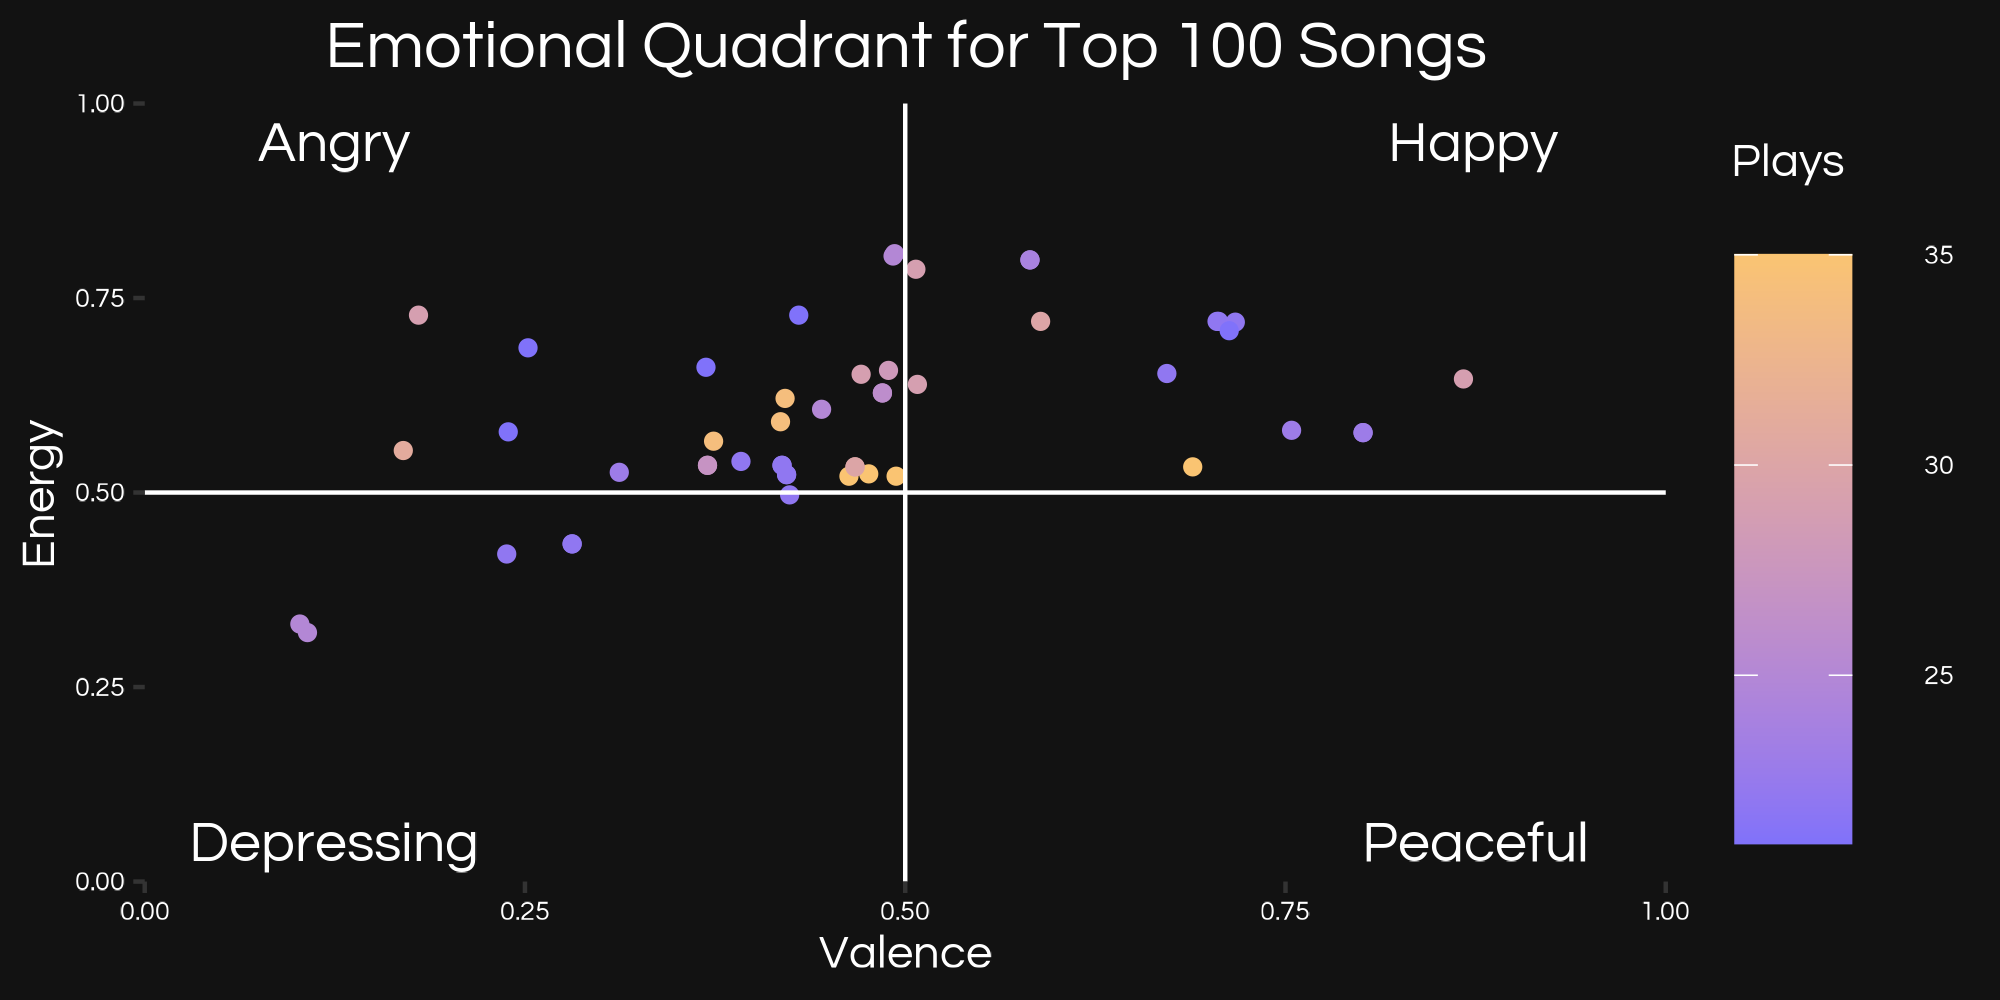 Emotional Quadrant for Top 100 Songs
1.00
Angry
Happy
Plays
35
0.75
30
0.50
Energy
25
0.25
Depressing
Peaceful
0.00
0.00 0.25 0.50 0.75 1.00
Valence